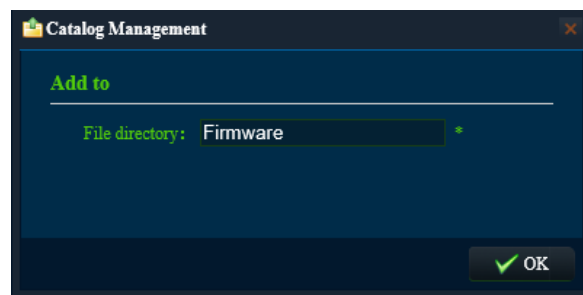 Catalog Management
Add to
File directory: Firmware *
OK